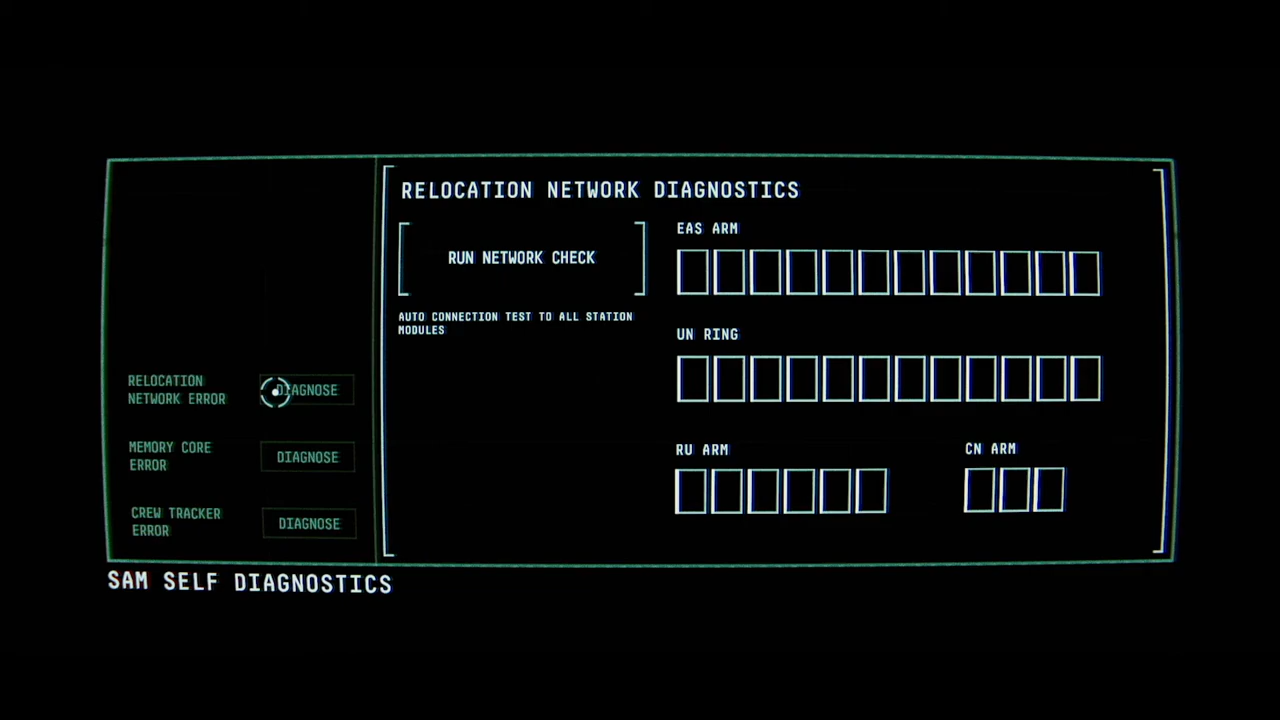 RELOCATION NETWORK DIAGNOSTICS
RUN NETWORK CHECK
AUTO CONNECTION TEST TO ALL STATION
MODULES
EAS ARM
UN RING
RU ARM
CN ARM
RELOCATION
NETWORK ERROR
DIAGNOSE
MEMORY CORE
ERROR
DIAGNOSE
CREW TRACKER
ERROR
DIAGNOSE
SAM SELF DIAGNOSTICS